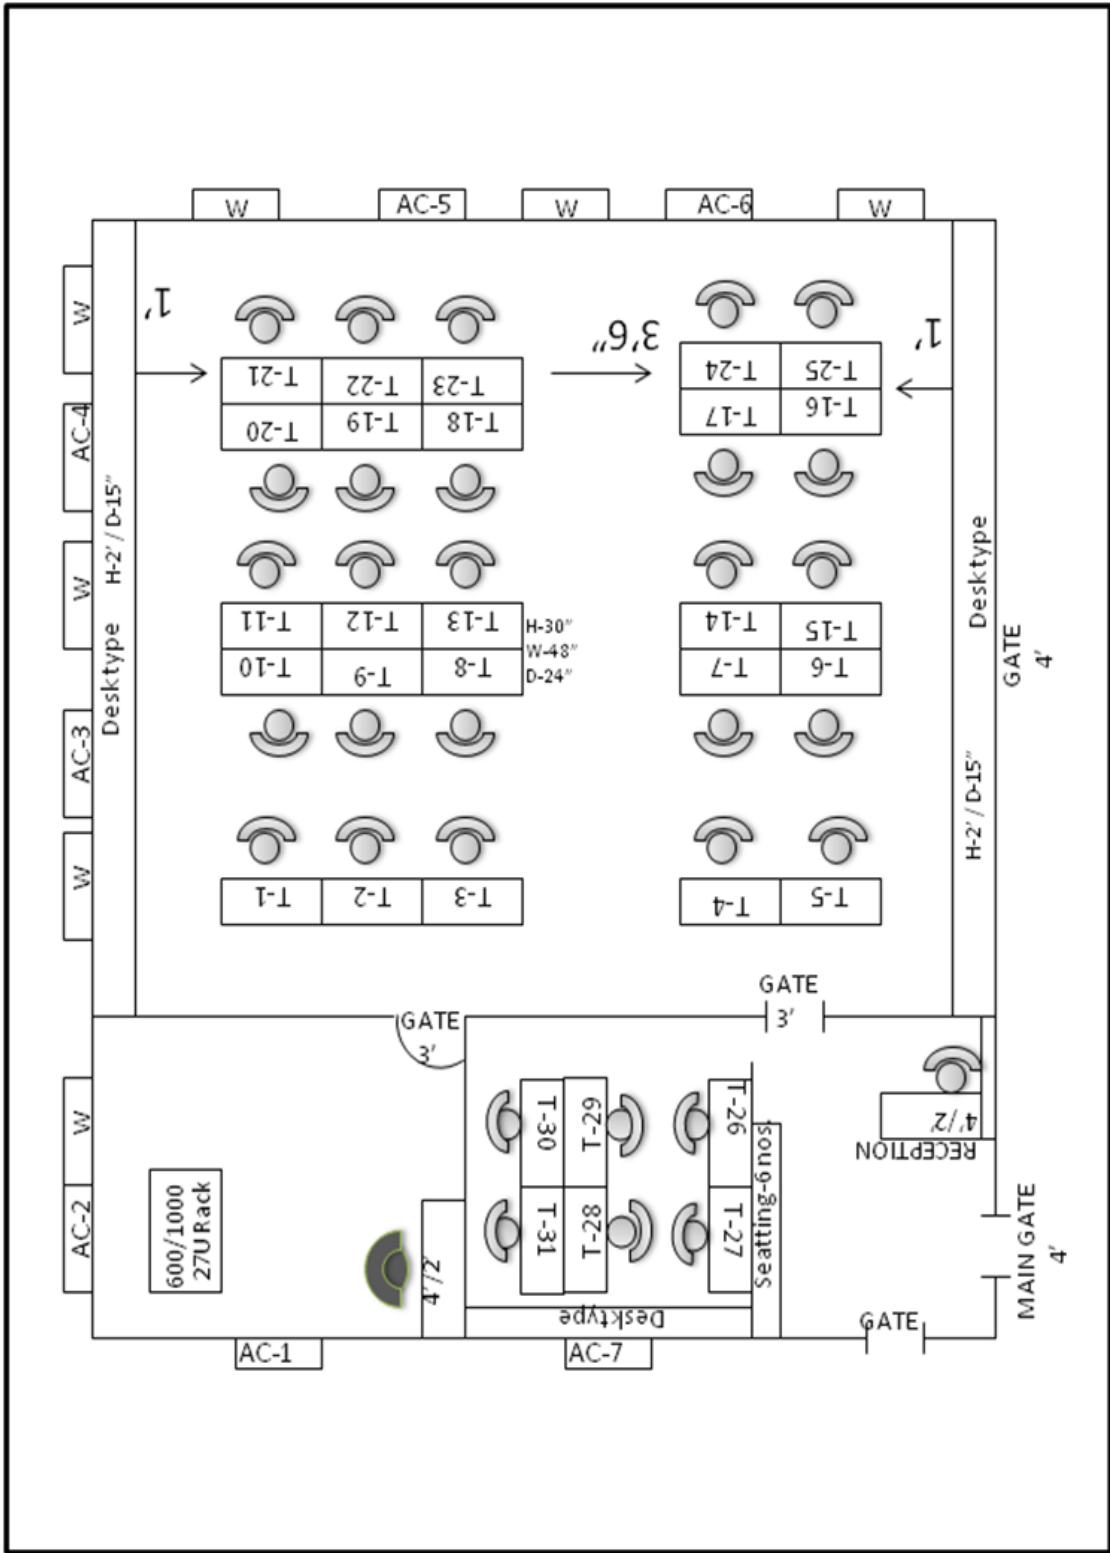 W
AC-5
W
AC-6
W
W
1'
3'6"
1'
T-21
T-22
T-23
T-24
T-25
T-20
T-19
T-18
T-17
T-16
AC-4
H-2' / D-15"
Desktype
W
Desktype
T-11
T-12
T-13
H-30"
W-48"
D-24"
T-14
T-15
T-10
T-9
T-8
T-7
T-6
GATE
4'
AC-3
H-2' / D-15"
W
T-1
T-2
T-3
T-4
T-5
GATE
3'
GATE
3'
W
T-30
T-29
T-26
4'/2'
RECEPTION
AC-2
600/1000
27U Rack
4'/2'
T-31
T-28
T-27
Seatting-6 nos.
MAIN GATE
4'
Desktype
GATE
AC-1
AC-7